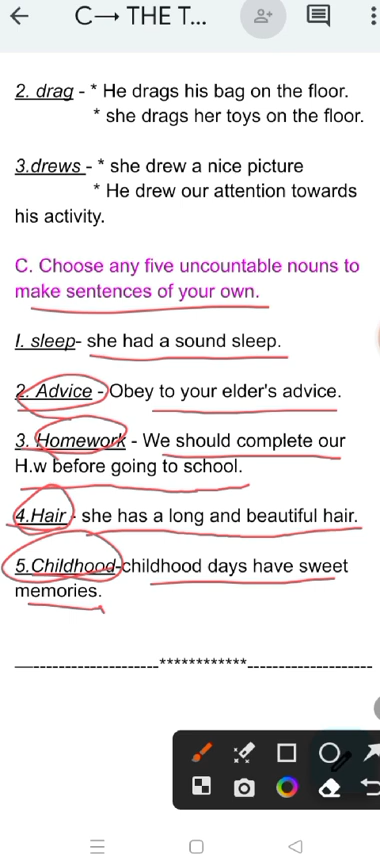 C→ THE T...
2. drag - * He drags his bag on the floor.
* she drags her toys on the floor.
3.drews - * she drew a nice picture
* He drew our attention towards
his activity.
C. Choose any five uncountable nouns to
make sentences of your own.
I. sleep- she had a sound sleep.
2. Advice - Obey to your elder's advice.
3. Homework - We should complete our
H.w before going to school.
4.Hair - she has a long and beautiful hair.
5.Childhood-childhood days have sweet
memories.
—--------------------************--------------------